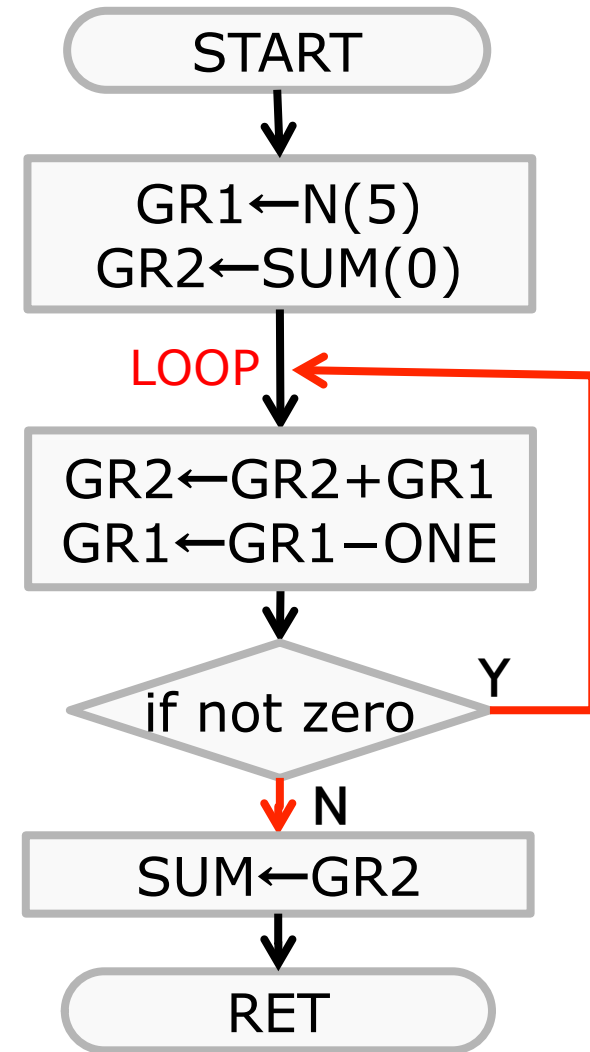 START
GR1←N(5)
GR2←SUM(0)
LOOP
GR2←GR2+GR1
GR1←GR1−ONE
if not zero
Y
N
SUM←GR2
RET